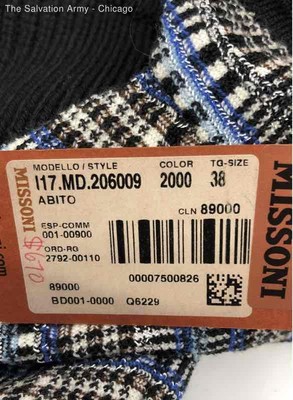 The Salvation Army - Chicago
MISSONI
MODELLO / STYLE COLOR TG-SIZE
I17.MD.206009 2000 38
ABITO
CLN 89000
ESP-COMM
001-00900
ORD-RG
2792-00110
00007500826
89000
BD001-0000 Q6229
$670
MISSONI
.com